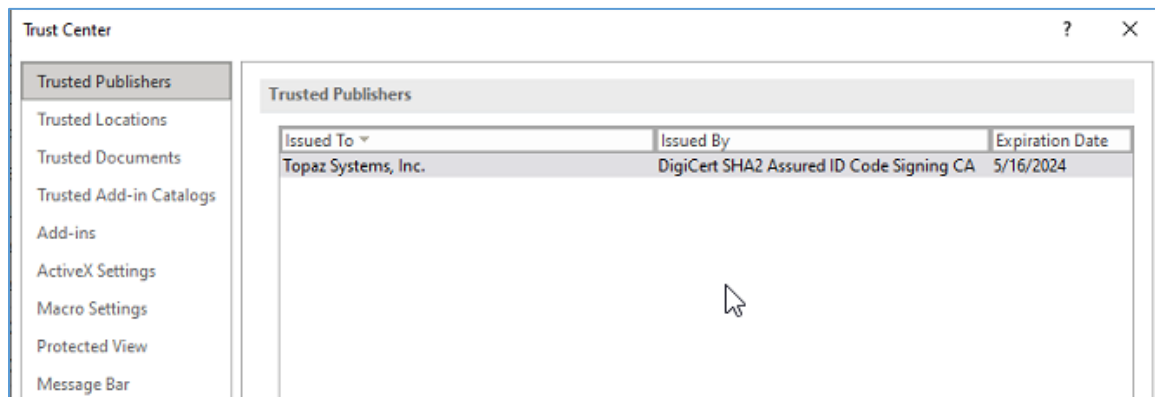 Trust Center
?
Trusted Publishers
Trusted Locations
Trusted Documents
Trusted Add-in Catalogs
Add-ins
ActiveX Settings
Macro Settings
Protected View
Message Bar
Trusted Publishers
Issued To Issued By Expiration Date
Topaz Systems, Inc. DigiCert SHA2 Assured ID Code Signing CA 5/16/2024